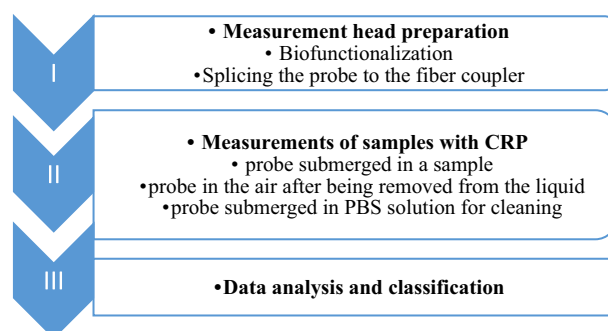 I
• Measurement head preparation
• Biofunctionalization
•Splicing the probe to the fiber coupler
II
• Measurements of samples with CRP
• probe submerged in a sample
•probe in the air after being removed from the liquid
•probe submerged in PBS solution for cleaning
III
•Data analysis and classification